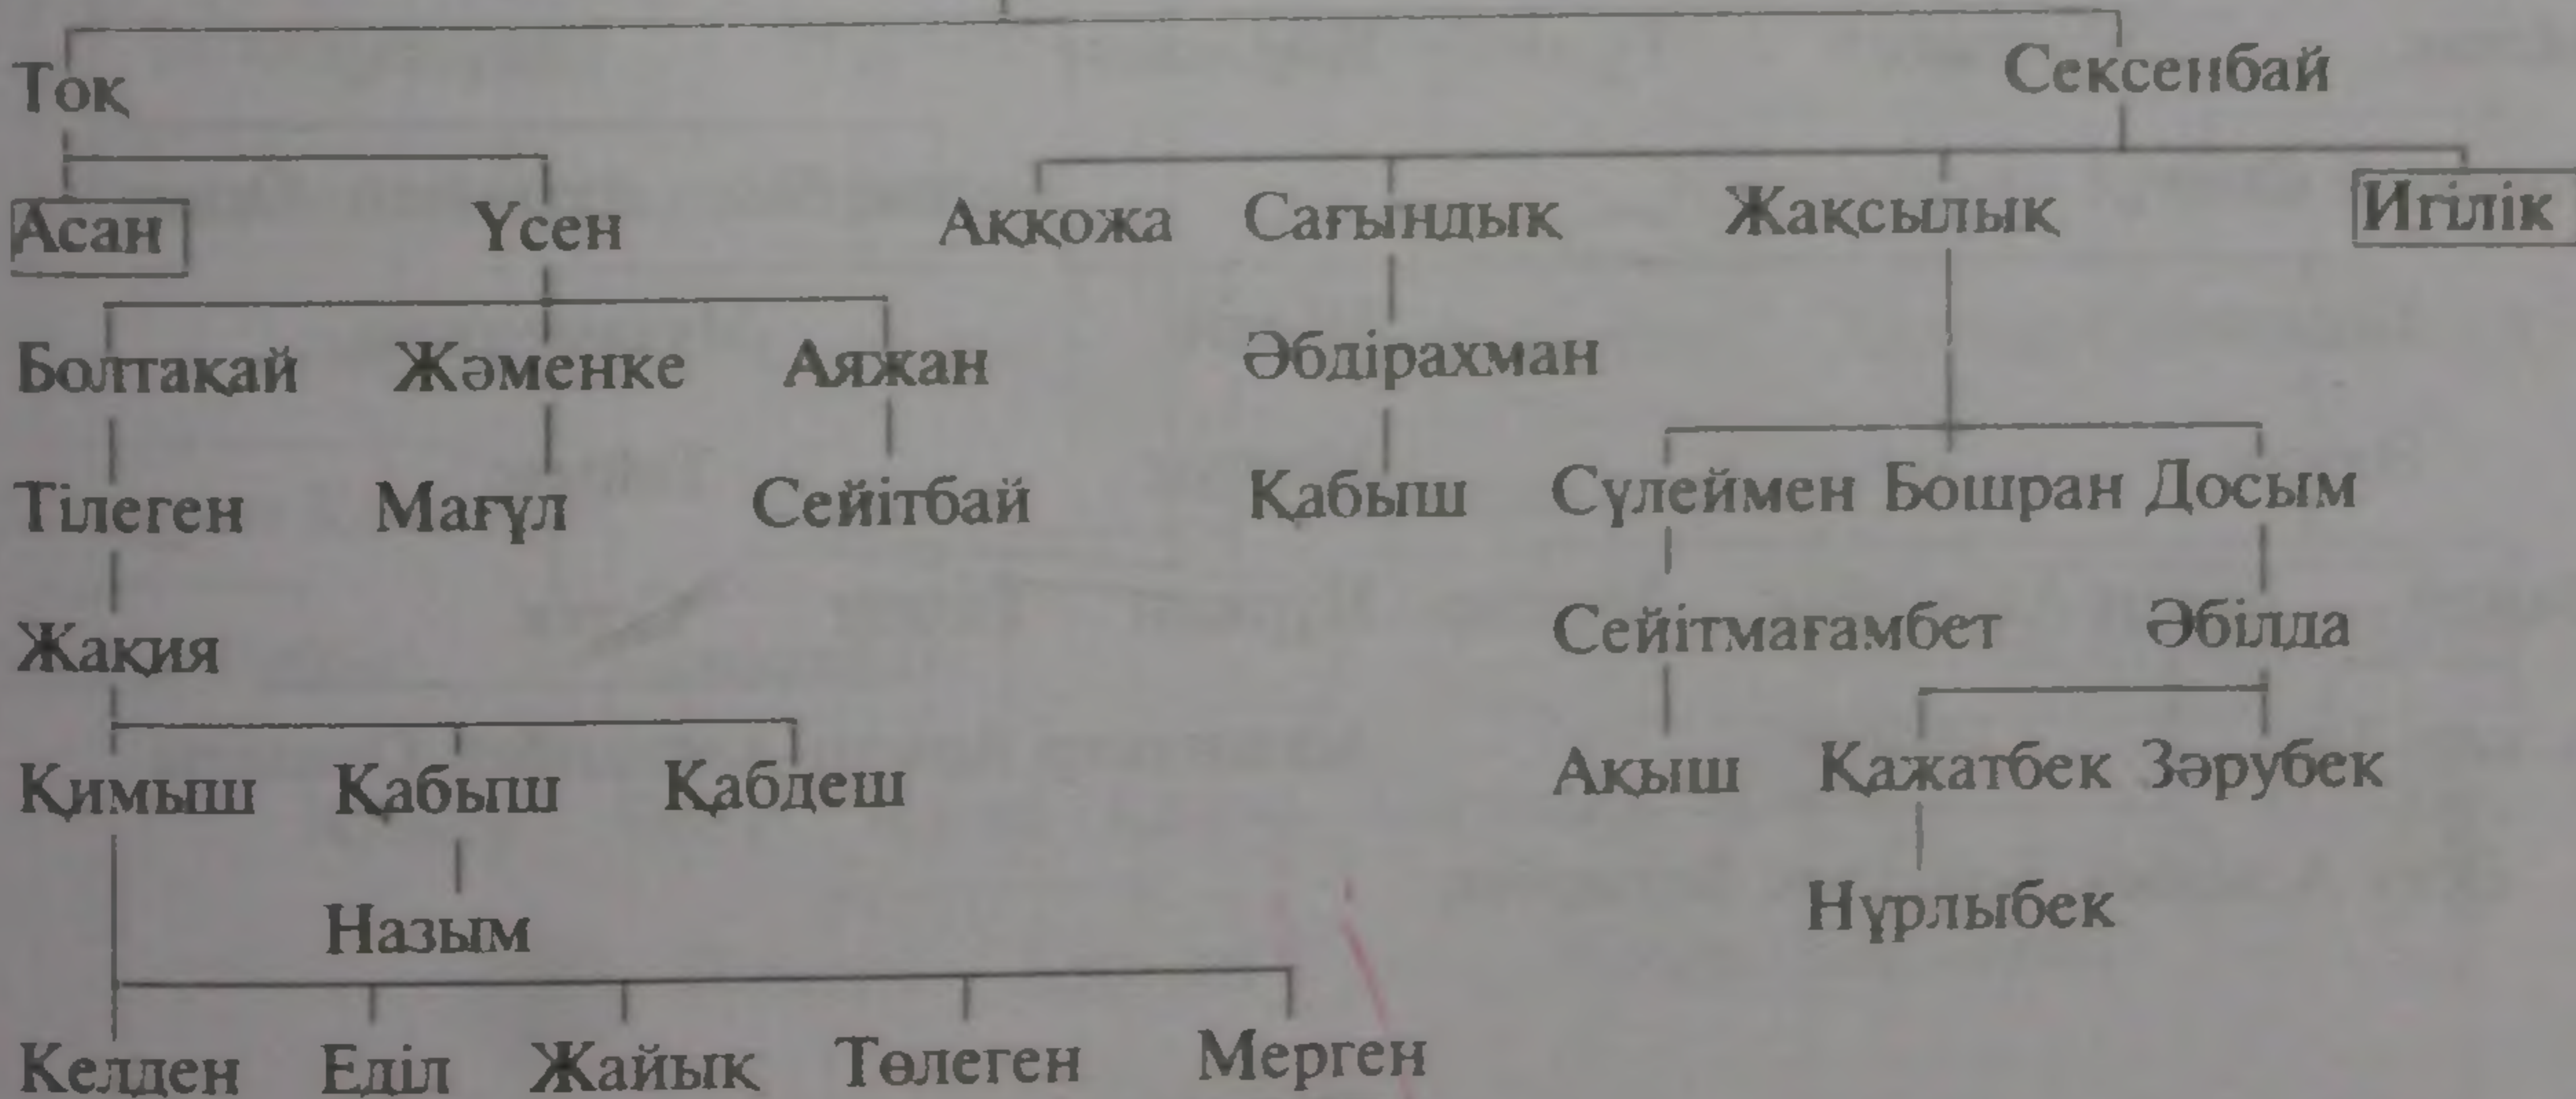 Тоқ Сексенбай
Асан Үсен Аққожа Сағындық Жақсылық Игілік
Болтақай Жәменке Аяжан Әбдірахман
Тілеген Мағұл Сейітбай Қабыш Сүлеймен Бошран Досым
Жақия Сейітмағамбет Әбілда
Қимыш Қабыш Қабдеш Ақыш Қажатбек Зәрубек
Назым Нұрлыбек
Келден Еділ Жайық Төлеген Мерген